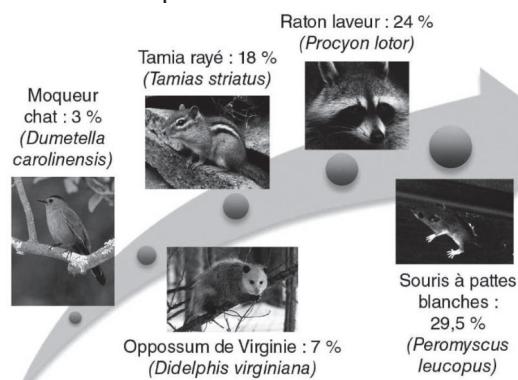 Raton laveur : 24 %
(Procyon lotor)
Tamia rayé : 18 %
(Tamias striatus)
Moqueur
chat : 3 %
(Dumetella
carolinensis)
Souris à pattes
blanches :
29,5 %
(Peromyscus
leucopus)
Oppossum de Virginie : 7 %
(Didelphis virginiana)